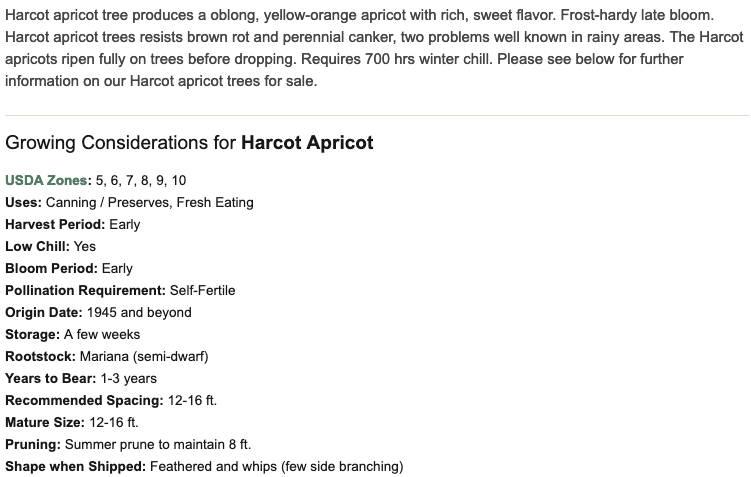 Harcot apricot tree produces a oblong, yellow-orange apricot with rich, sweet flavor. Frost-hardy late bloom.
Harcot apricot trees resists brown rot and perennial canker, two problems well known in rainy areas. The Harcot
apricots ripen fully on trees before dropping. Requires 700 hrs winter chill. Please see below for further
information on our Harcot apricot trees for sale.
Growing Considerations for Harcot Apricot
USDA Zones: 5, 6, 7, 8, 9, 10
Uses: Canning / Preserves, Fresh Eating
Harvest Period: Early
Low Chill: Yes
Bloom Period: Early
Pollination Requirement: Self-Fertile
Origin Date: 1945 and beyond
Storage: A few weeks
Rootstock: Mariana (semi-dwarf)
Years to Bear: 1-3 years
Recommended Spacing: 12-16 ft.
Mature Size: 12-16 ft.
Pruning: Summer prune to maintain 8 ft.
Shape when Shipped: Feathered and whips (few side branching)